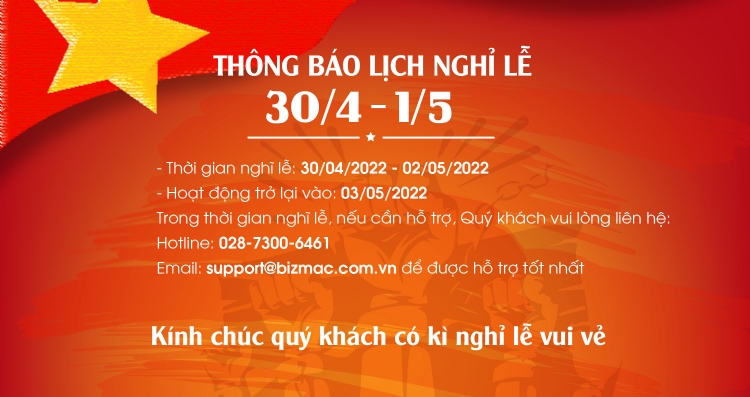 THÔNG BÁO LỊCH NGHỈ LỄ
30/4 - 1/5
- Thời gian nghĩ lễ: 30/04/2022 - 02/05/2022
- Hoạt động trở lại vào: 03/05/2022
Trong thời gian nghĩ lễ, nếu cần hỗ trợ, Quý khách vui lòng liên hệ:
Hotline: 028-7300-6461
Email: support@bizmac.com.vn để được hỗ trợ tốt nhất
Kính chúc quý khách có kì nghỉ lễ vui vẻ